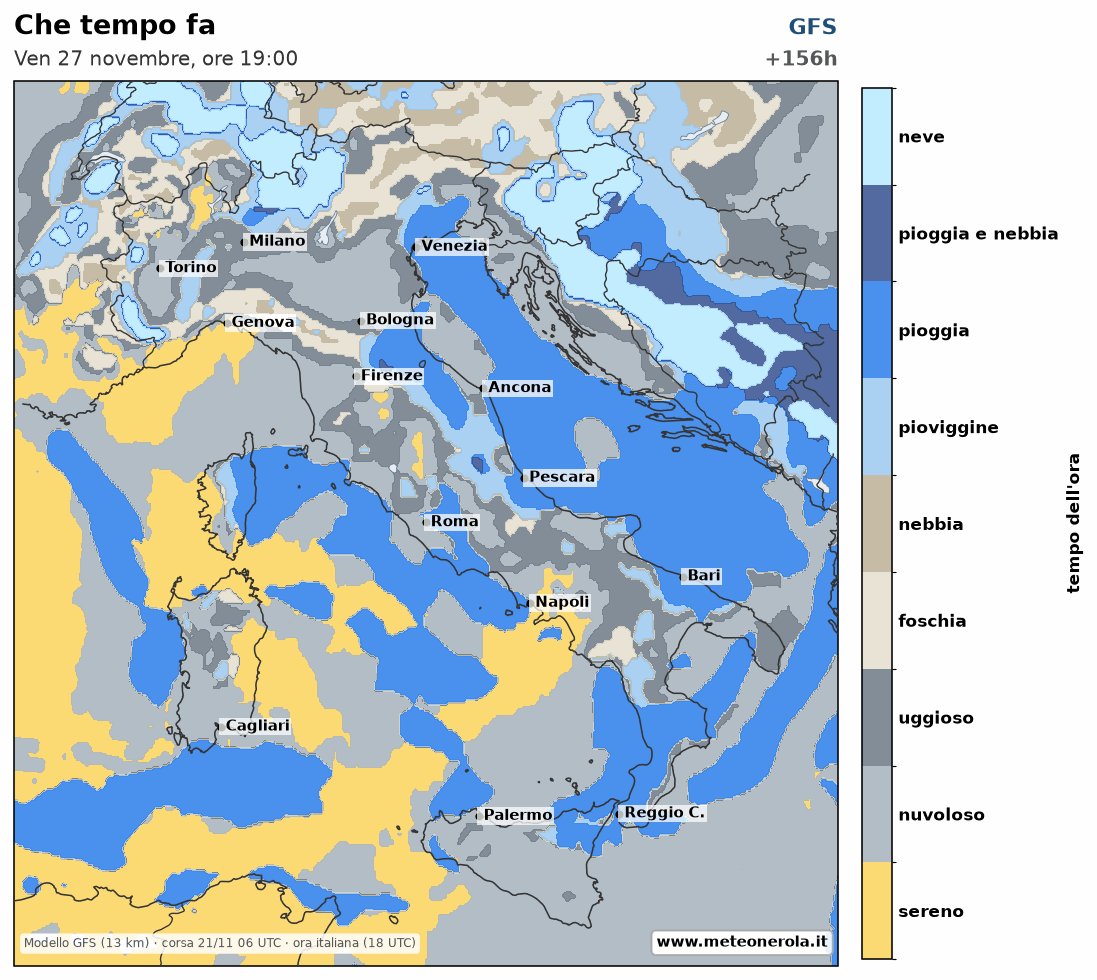 Che tempo fa
GFS
Ven 27 novembre, ore 19:00
+156h
neve
pioggia e nebbia
pioggia
pioviggine
nebbia
foschia
uggioso
nuvoloso
sereno
tempo dell'ora
Milano
Venezia
Torino
Genova
Bologna
Firenze
Ancona
Pescara
Roma
Bari
Napoli
Cagliari
Palermo
Reggio C.
Modello GFS (13 km) · corsa 21/11 06 UTC · ora italiana (18 UTC)
www.meteonerola.it